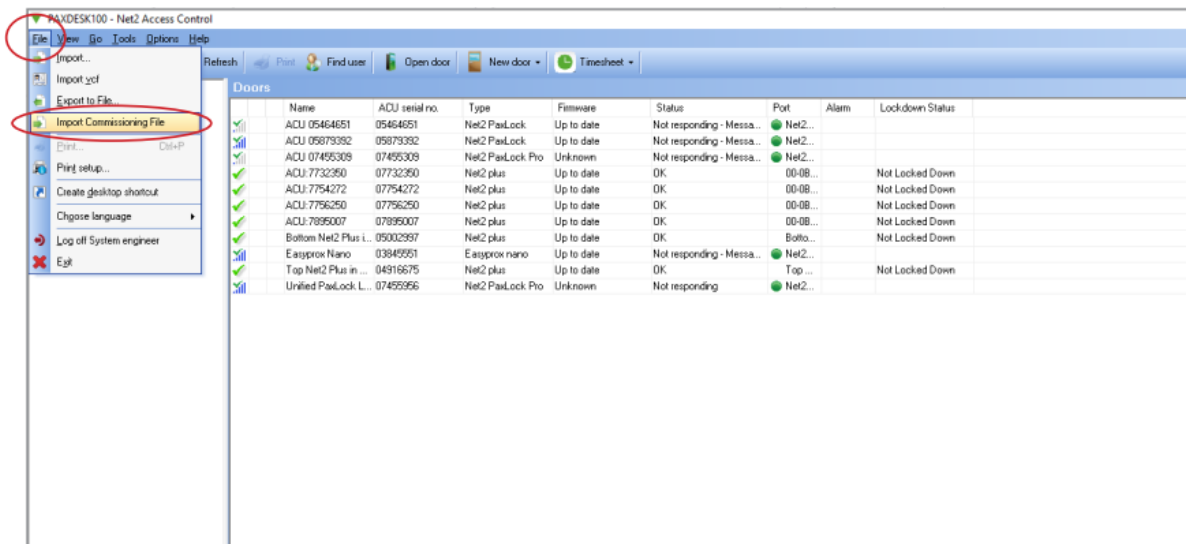 PAXDESK100 - Net2 Access Control
File View Go Tools Options Help
Refresh Print Find user Open door New door Timesheet
Import...
Import vcf
Export to File...
Import Commissioning File
Print... Ctrl+P
Print setup...
Create desktop shortcut
Choose language
Log off System engineer
Exit
Doors
Name ACU serial no. Type Firmware Status Port Alarm Lockdown Status
ACU 05464651 05464651 Net2 PaxLock Up to date Not responding - Messa... Net2...
ACU 05879392 05879392 Net2 PaxLock Up to date Not responding - Messa... Net2...
ACU 07455309 07455309 Net2 PaxLock Pro Unknown Not responding - Messa... Net2...
ACU:7732350 07732350 Net2 plus Up to date OK 00-0B... Not Locked Down
ACU:7754272 07754272 Net2 plus Up to date OK 00-0B... Not Locked Down
ACU:7756250 07756250 Net2 plus Up to date OK 00-0B... Not Locked Down
ACU:7895007 07895007 Net2 plus Up to date OK 00-0B... Not Locked Down
Bottom Net2 Plus i... 05002997 Net2 plus Up to date OK Botto... Not Locked Down
Easyprox Nano 03845551 Easyprox nano Up to date Not responding - Messa... Net2...
Top Net2 Plus in ... 04916675 Net2 plus Up to date OK Top ... Not Locked Down
Unified PaxLock L... 07455956 Net2 PaxLock Pro Unknown Not responding Net2...